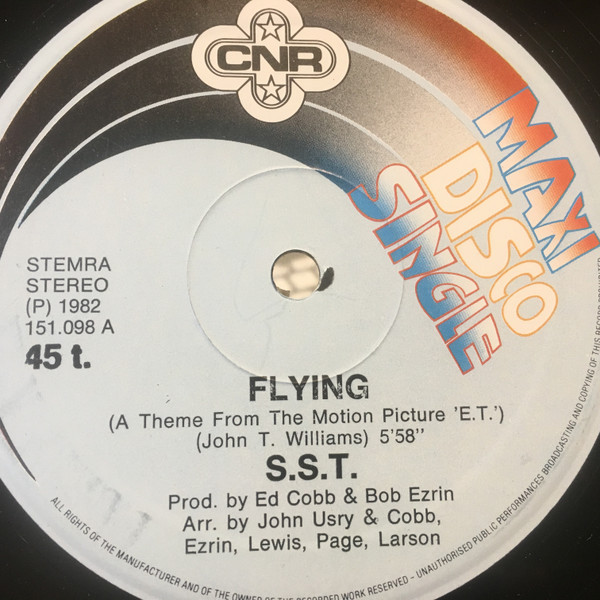 CNR
MAXI
DISCO
SINGLE
STEMRA
STEREO
(P) 1982
151.098 A
45 t.
FLYING
(A Theme From The Motion Picture 'E.T.')
(John T. Williams) 5'58"
S.S.T.
Prod. by Ed Cobb & Bob Ezrin
Arr. by John Usry & Cobb,
Ezrin, Lewis, Page, Larson
ALL RIGHTS OF THE MANUFACTURER AND OF THE OWNER OF THE RECORDED WORK RESERVED – UNAUTHORISED PUBLIC PERFORMANCES BROADCASTING AND COPYING OF THIS RECORD PROHIBITED